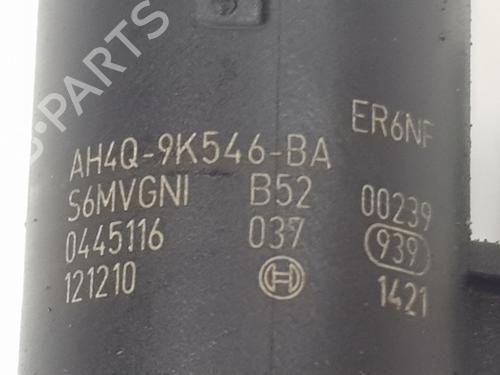 B-PARTS
ER6NF
AH4Q-9K546-BA
S6MVGNI B52 00239
0445116 037 939
121210 1421